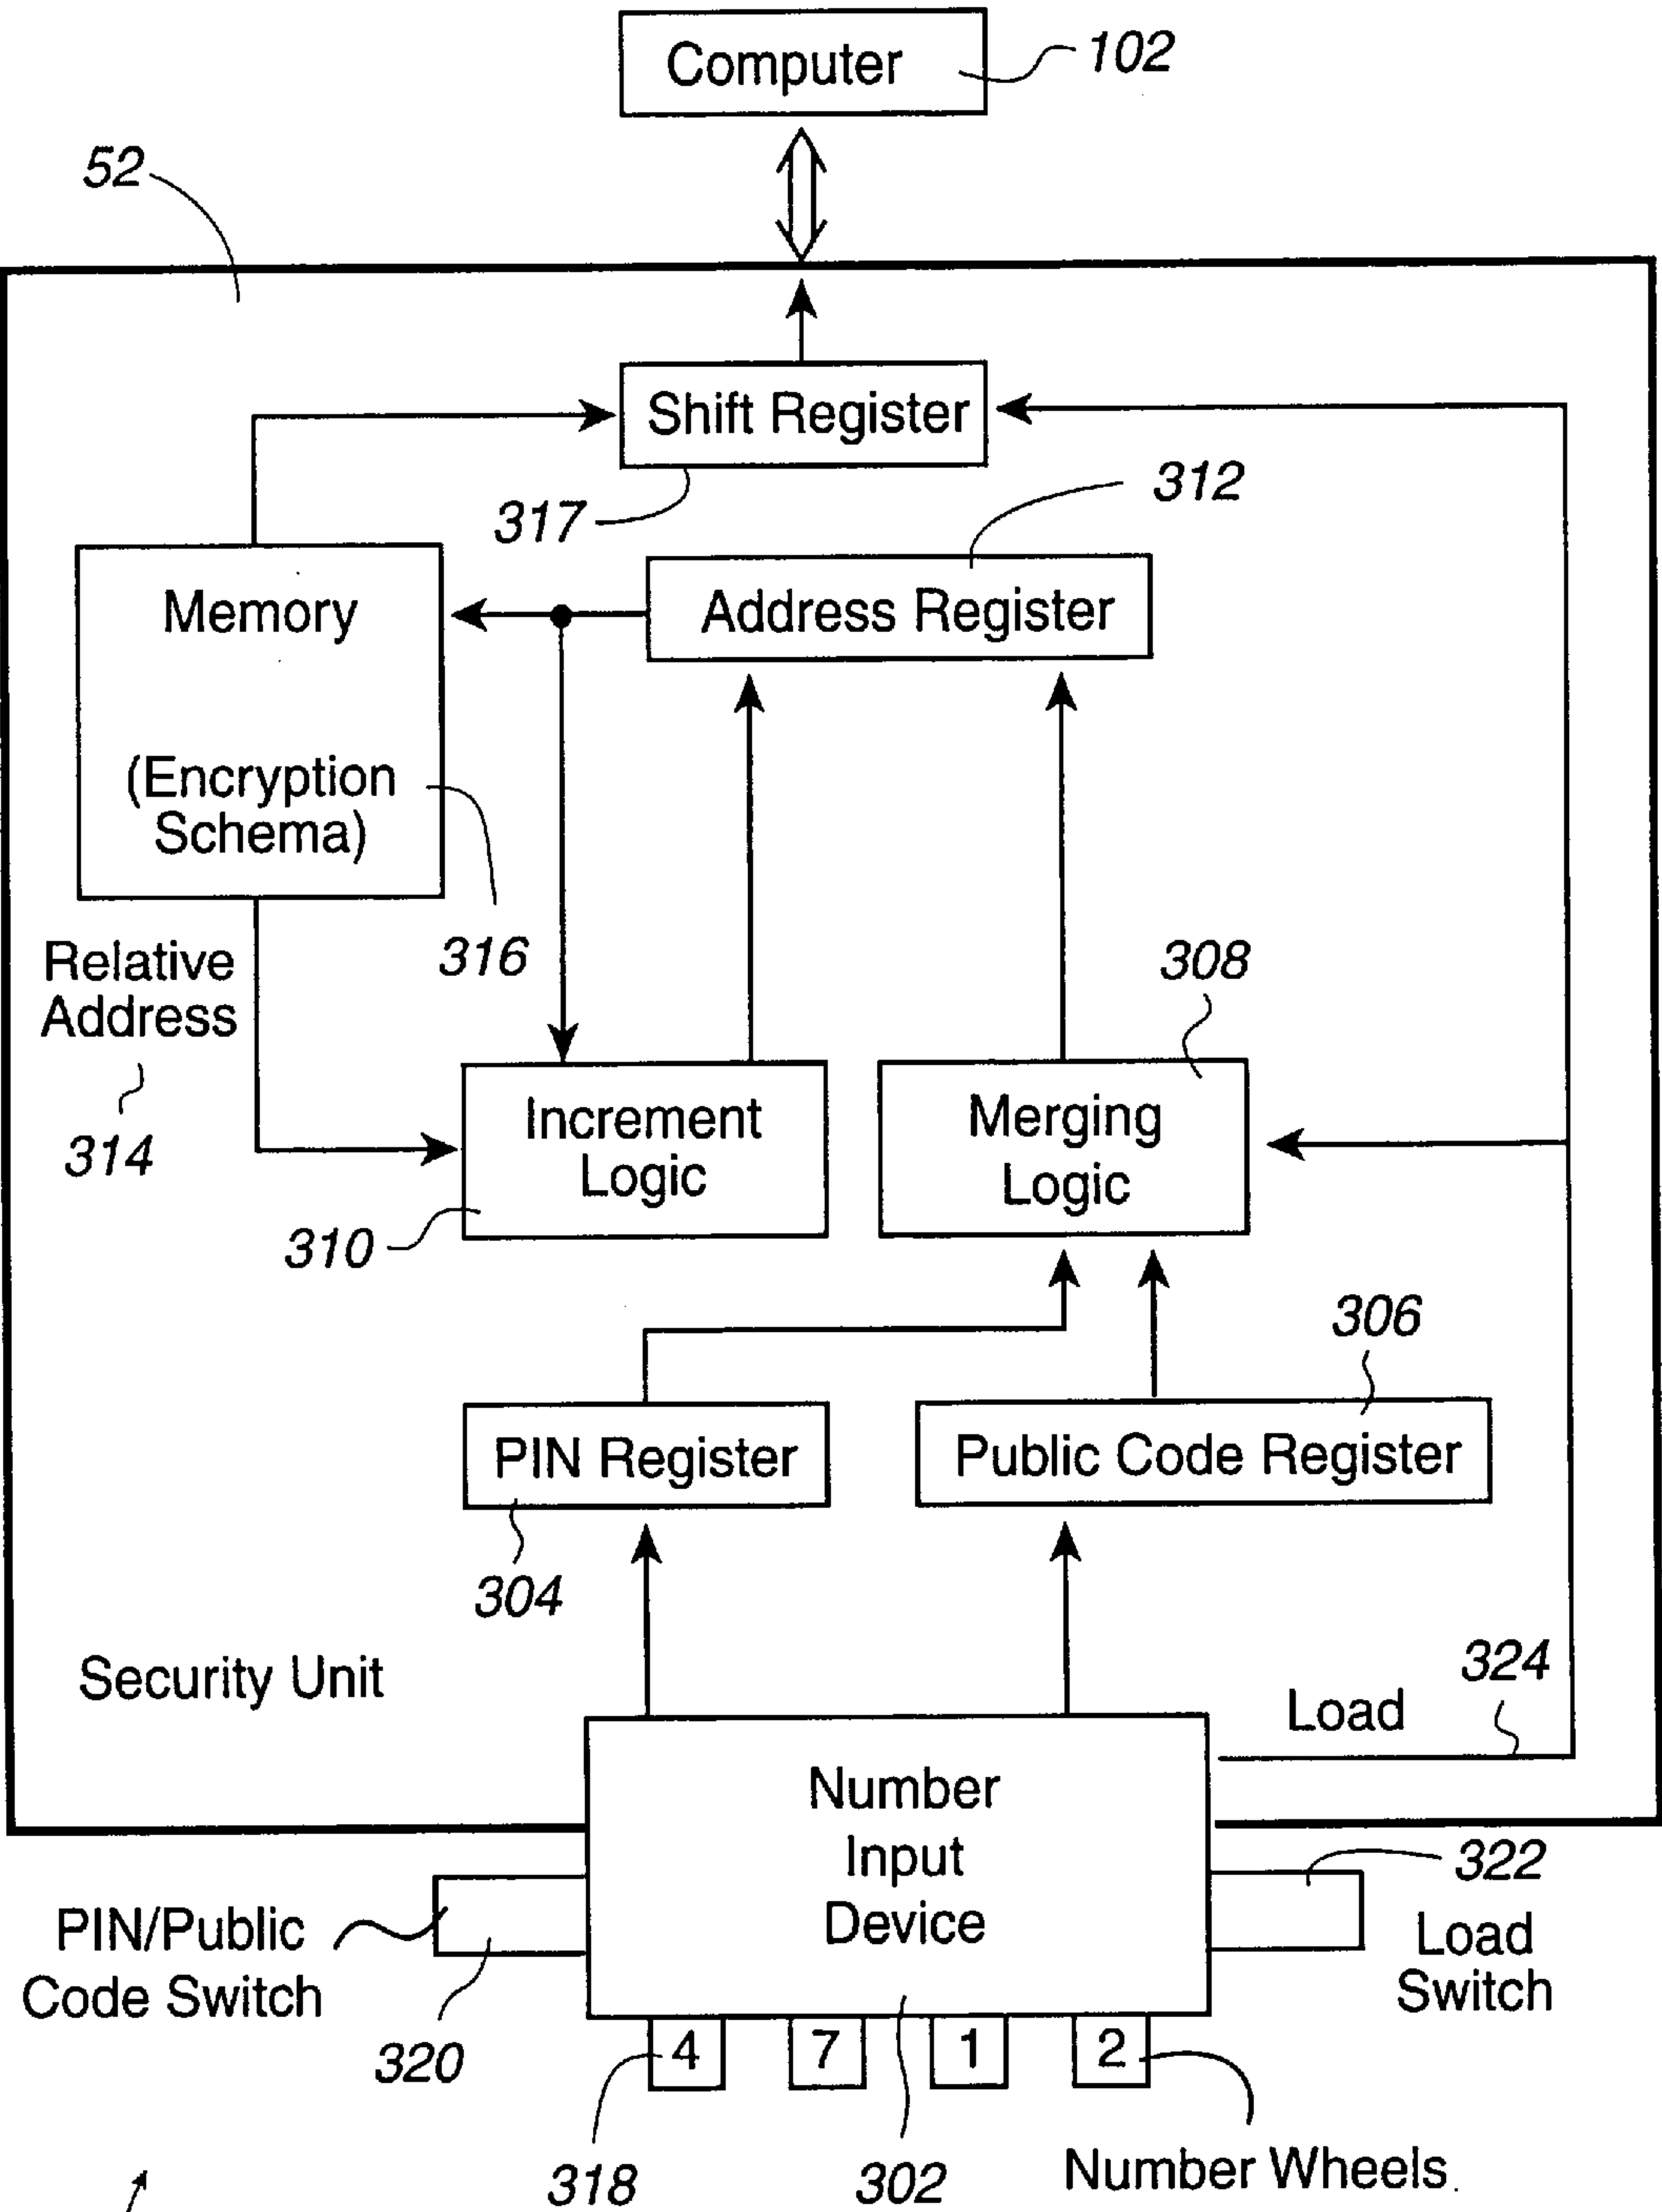 Computer
102
52
Shift Register
317
312
Address Register
Memory
(Encryption
Schema)
316
Relative
Address
314
308
Increment
Logic
310
Merging
Logic
306
PIN Register
304
Public Code Register
Security Unit
Load
324
Number
Input
Device
322
PIN/Public
Code Switch
320
Load
Switch
4 7 1 2
318
302
Number Wheels